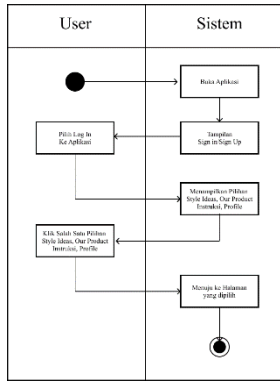 User
Sistem
Buka Aplikasi
Tampilan
Sign in/Sign Up
Pilih Log In
Ke Aplikasi
Menampilkan Pilihan
Style Ideas, Our Product
Instruksi, Profile
Klik Salah Satu Pilihan
Style Ideas, Our Product
Instruksi, Profile
Menuju ke Halaman
yang dipilih